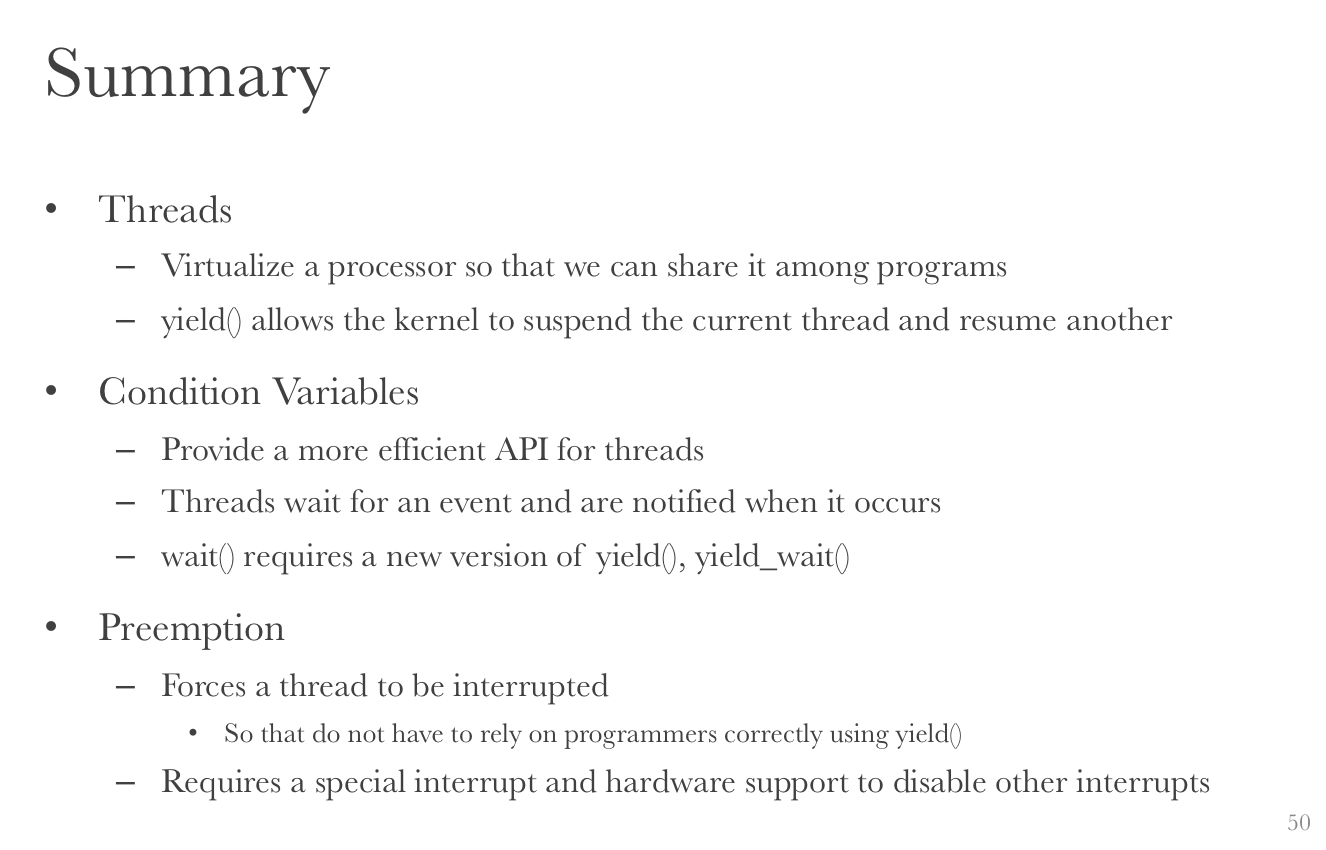 Summary
• Threads
– Virtualize a processor so that we can share it among programs
– yield() allows the kernel to suspend the current thread and resume another
• Condition Variables
– Provide a more efficient API for threads
– Threads wait for an event and are notified when it occurs
– wait() requires a new version of yield(), yield_wait()
• Preemption
– Forces a thread to be interrupted
• So that do not have to rely on programmers correctly using yield()
– Requires a special interrupt and hardware support to disable other interrupts
50